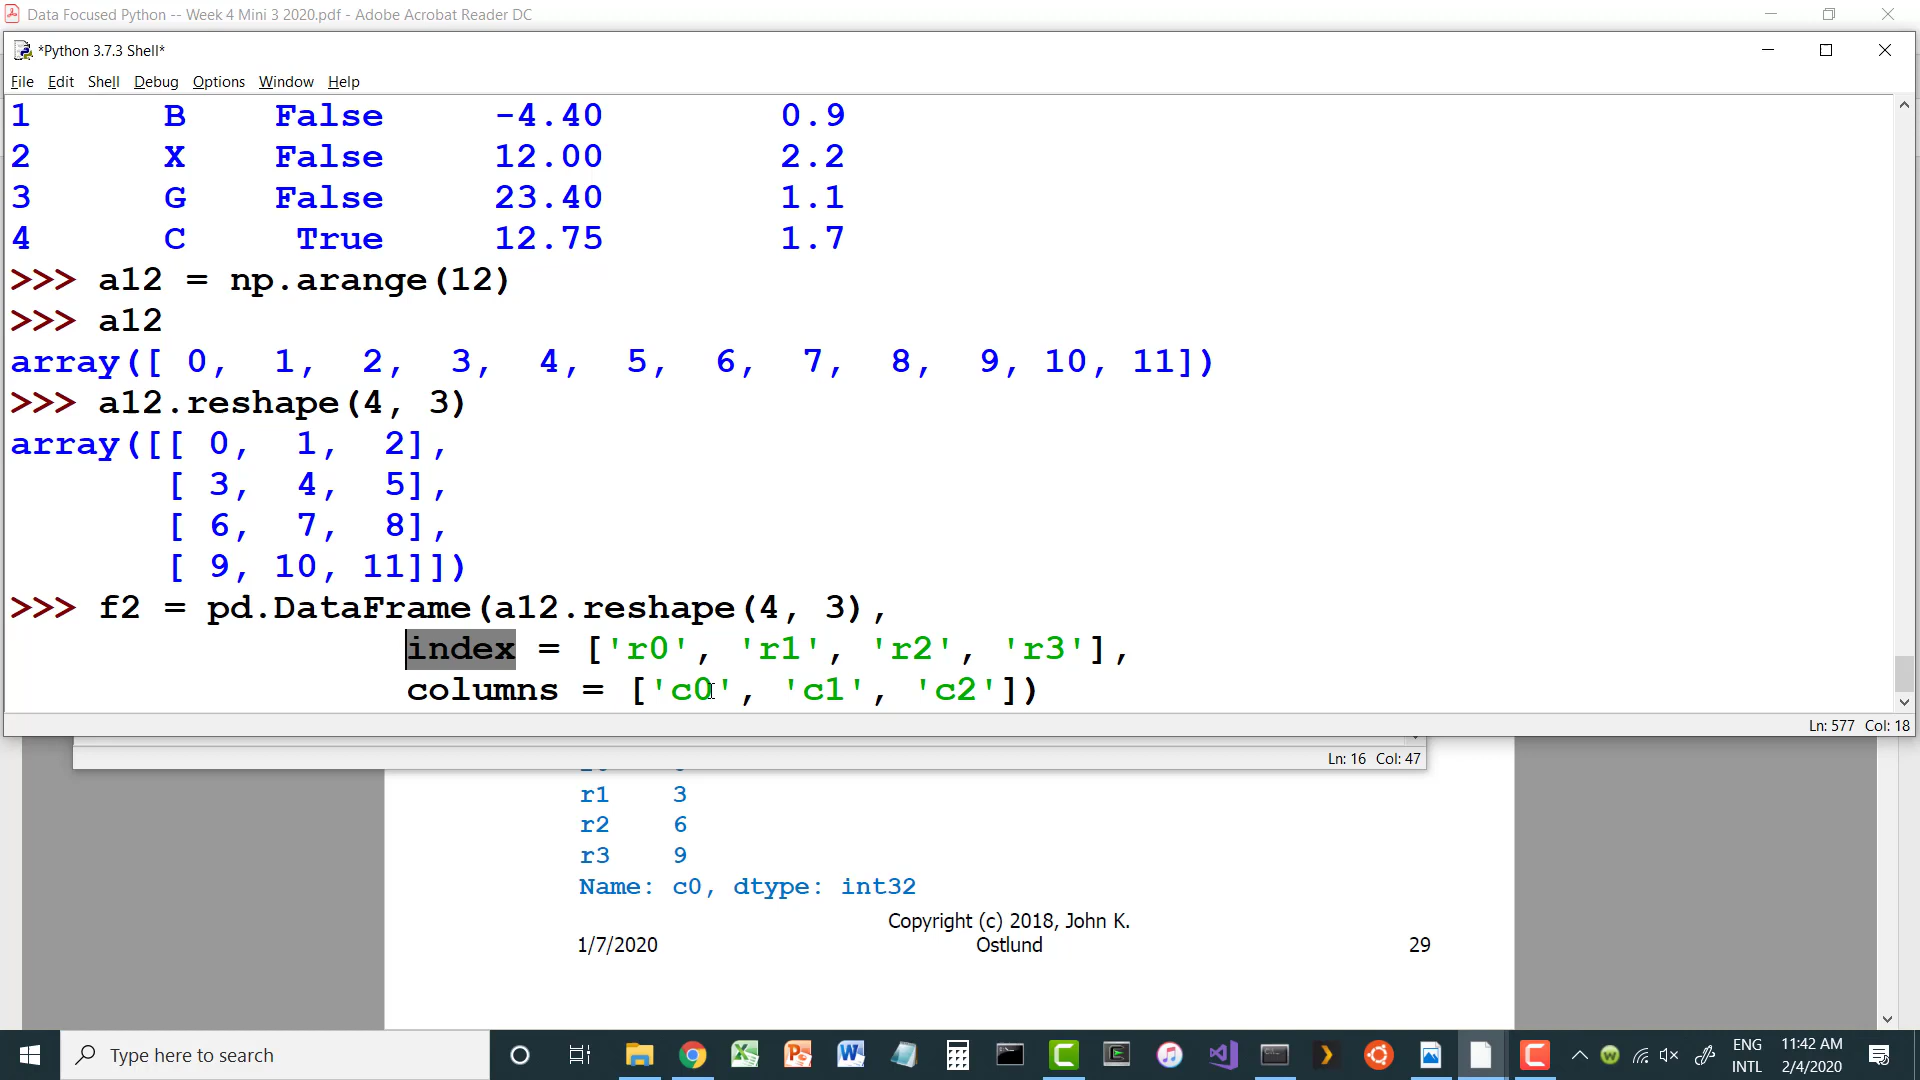 Data Focused Python -- Week 4 Mini 3 2020.pdf - Adobe Acrobat Reader DC
*Python 3.7.3 Shell*
File Edit Shell Debug Options Window Help
1 B False -4.40 0.9
2 X False 12.00 2.2
3 G False 23.40 1.1
4 C True 12.75 1.7
>>> a12 = np.arange(12)
>>> a12
array([ 0, 1, 2, 3, 4, 5, 6, 7, 8, 9, 10, 11])
>>> a12.reshape(4, 3)
array([[ 0, 1, 2],
[ 3, 4, 5],
[ 6, 7, 8],
[ 9, 10, 11]])
>>> f2 = pd.DataFrame(a12.reshape(4, 3),
index = ['r0', 'r1', 'r2', 'r3'],
columns = ['c0', 'c1', 'c2'])
Ln: 577 Col: 18
Ln: 16 Col: 47
r1 3
r2 6
r3 9
Name: c0, dtype: int32
Copyright (c) 2018, John K.
1/7/2020 Ostlund 29
Type here to search
ENG 11:42 AM
INTL 2/4/2020